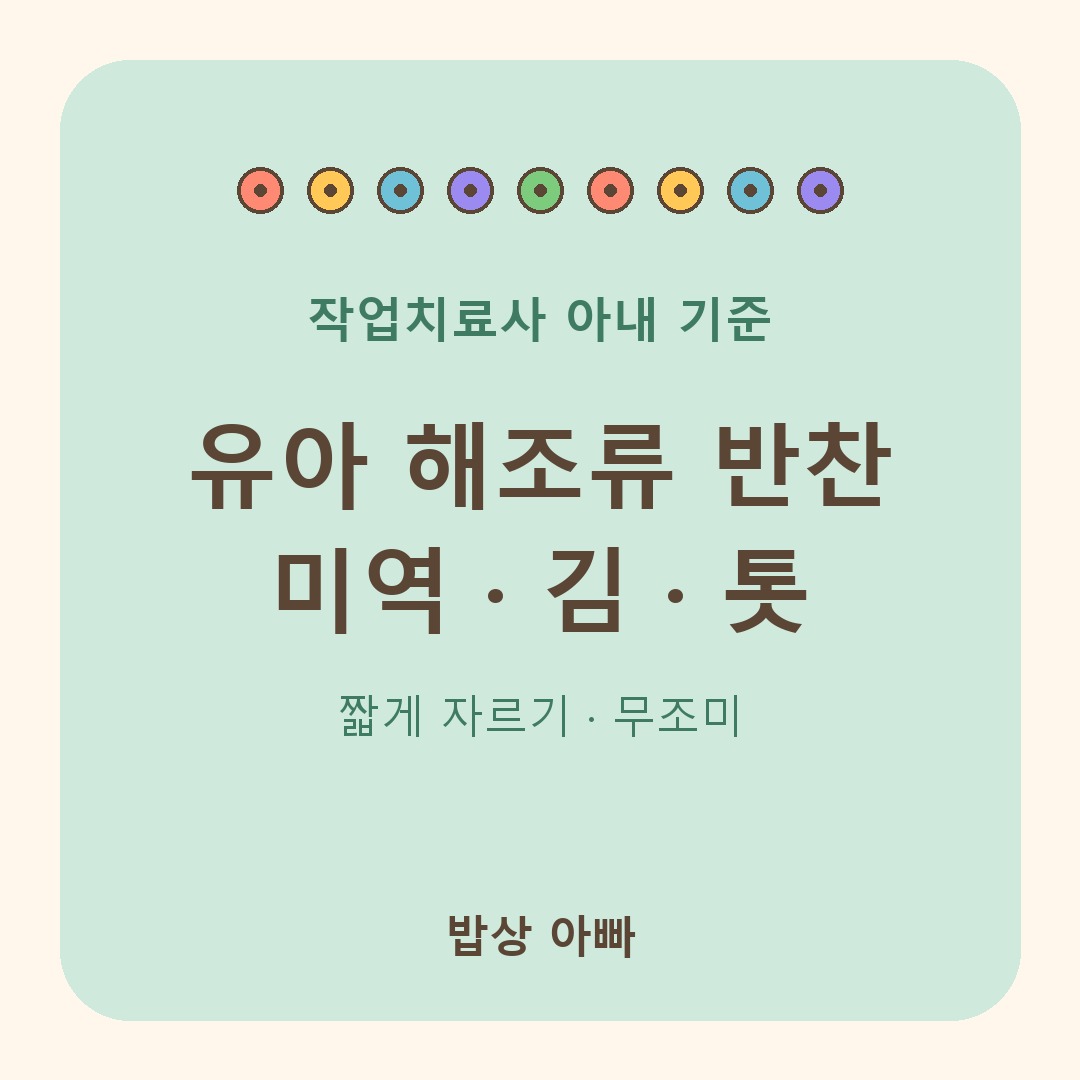 작업치료사 아내 기준
유아 해조류 반찬
미역 · 김 · 톳
짧게 자르기 · 무조미
밥상 아빠